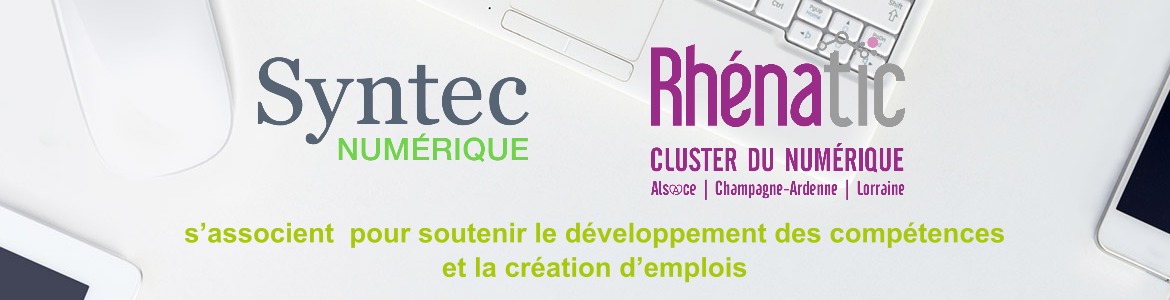 Syntec
NUMÉRIQUE
Rhénatic
CLUSTER DU NUMÉRIQUE
Alsace | Champagne-Ardenne | Lorraine
s’associent pour soutenir le développement des compétences
et la création d’emplois